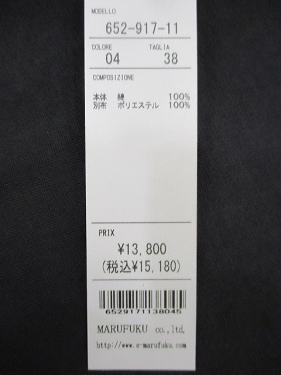 MODELLO
652-917-11
COLORE TAGLIA
04 38
COMPOSIZIONE
本体 綿 100%
別布 ポリエステル 100%
PRIX
¥13,800
(税込¥15,180)
6529171138045
MARUFUKU co.,ltd.
http://www.e-marufuku.com/